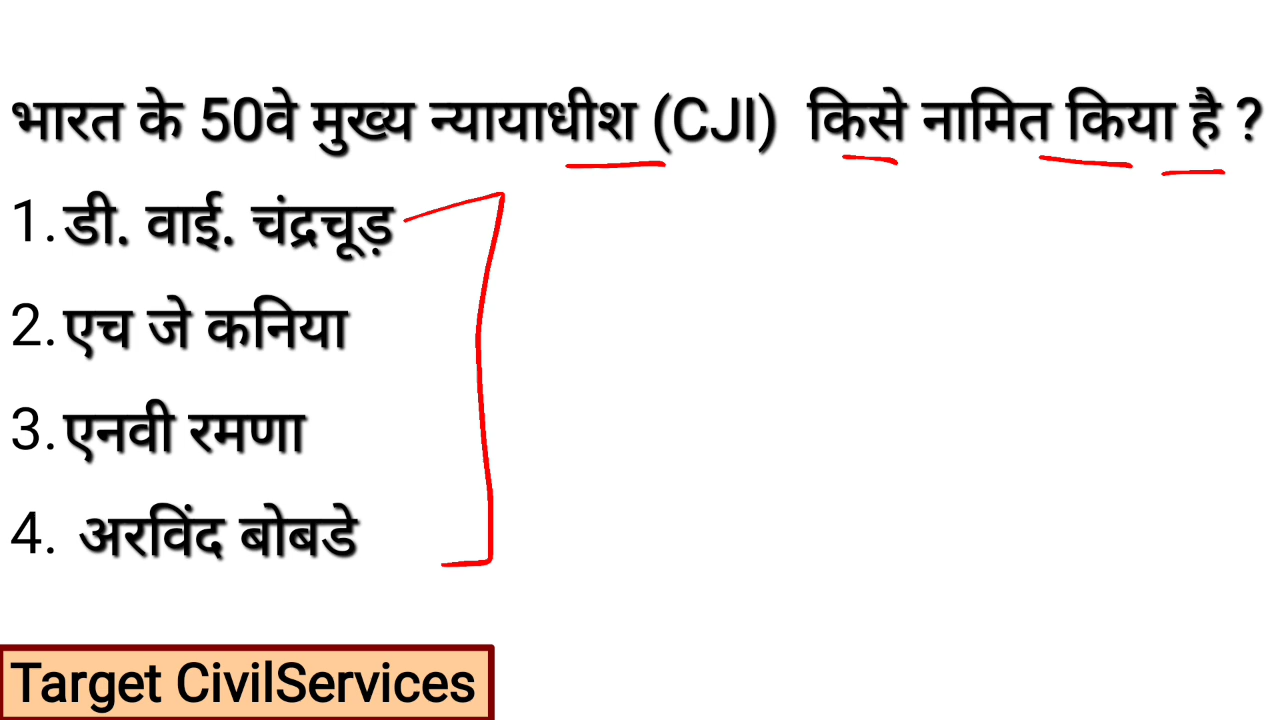 भारत के 50वे मुख्य न्यायाधीश (CJI) किसे नामित किया है ?
1. डी. वाई. चंद्रचूड़
2. एच जे कनिया
3. एनवी रमणा
4. अरविंद बोबडे
Target CivilServices